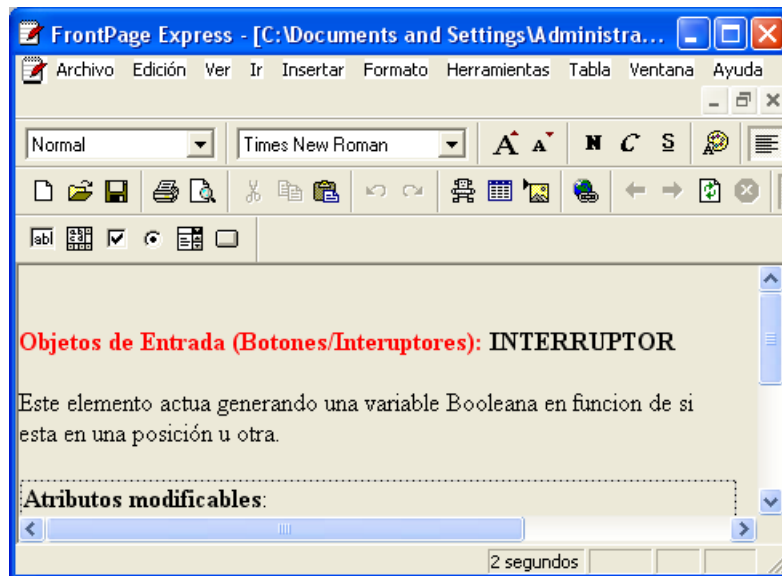 FrontPage Express - [C:\Documents and Settings\Administra...
Archivo Edición Ver Ir Insertar Formato Herramientas Tabla Ventana Ayuda
Normal Times New Roman A A N C S
abl
Objetos de Entrada (Botones/Interuptores): INTERRUPTOR
Este elemento actua generando una variable Booleana en funcion de si
esta en una posición u otra.
Atributos modificables:
2 segundos